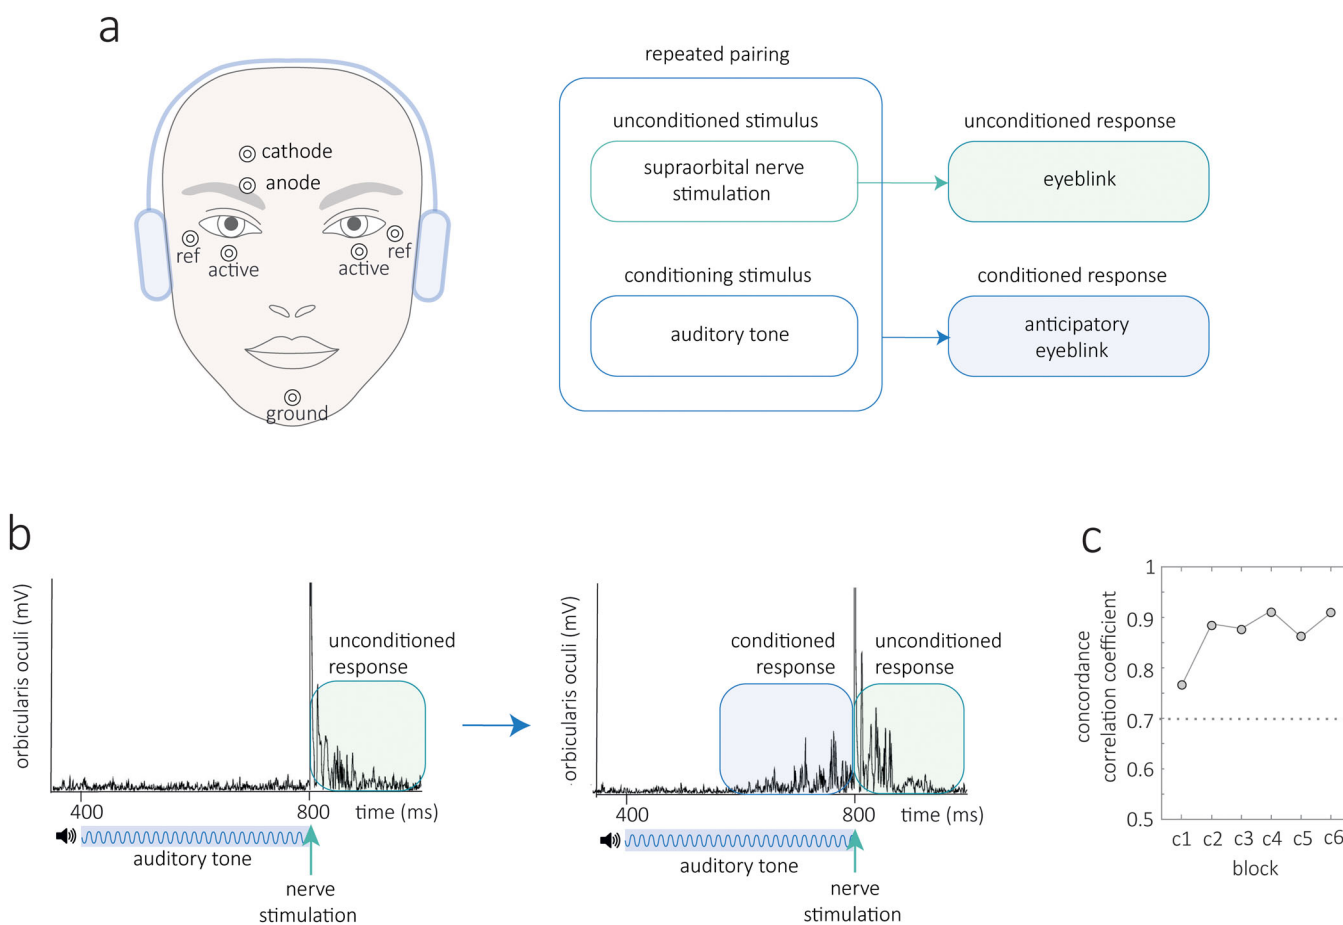 a
cathode
anode
ref
active
active
ref
ground
repeated pairing
unconditioned stimulus
supraorbital nerve
stimulation
unconditioned response
eyeblink
conditioning stimulus
auditory tone
conditioned response
anticipatory
eyeblink
b
orbicularis oculi (mV)
unconditioned
response
400
800
time (ms)
auditory tone
nerve
stimulation
orbicularis oculi (mV)
conditioned
response
unconditioned
response
400
800
time (ms)
auditory tone
nerve
stimulation
c
concordance
correlation coefficient
1
0.9
0.8
0.7
0.6
0.5
c1 c2 c3 c4 c5 c6
block